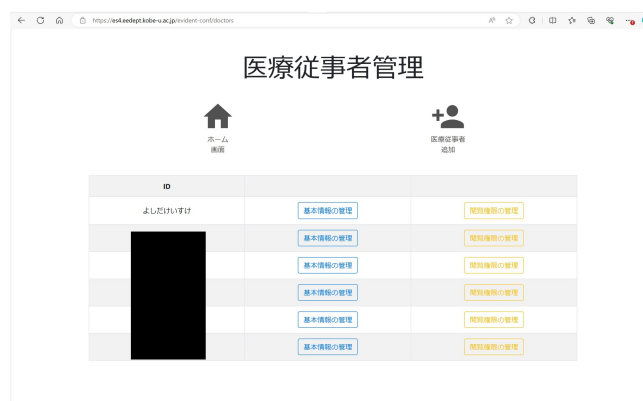 https://es4.eedept.kobe-u.ac.jp/evident-conf/doctors
医療従事者管理
ホーム
画面
医療従事者
追加
ID
よしだけいすけ 基本情報の管理 閲覧権限の管理
基本情報の管理 閲覧権限の管理
基本情報の管理 閲覧権限の管理
基本情報の管理 閲覧権限の管理
基本情報の管理 閲覧権限の管理
基本情報の管理 閲覧権限の管理